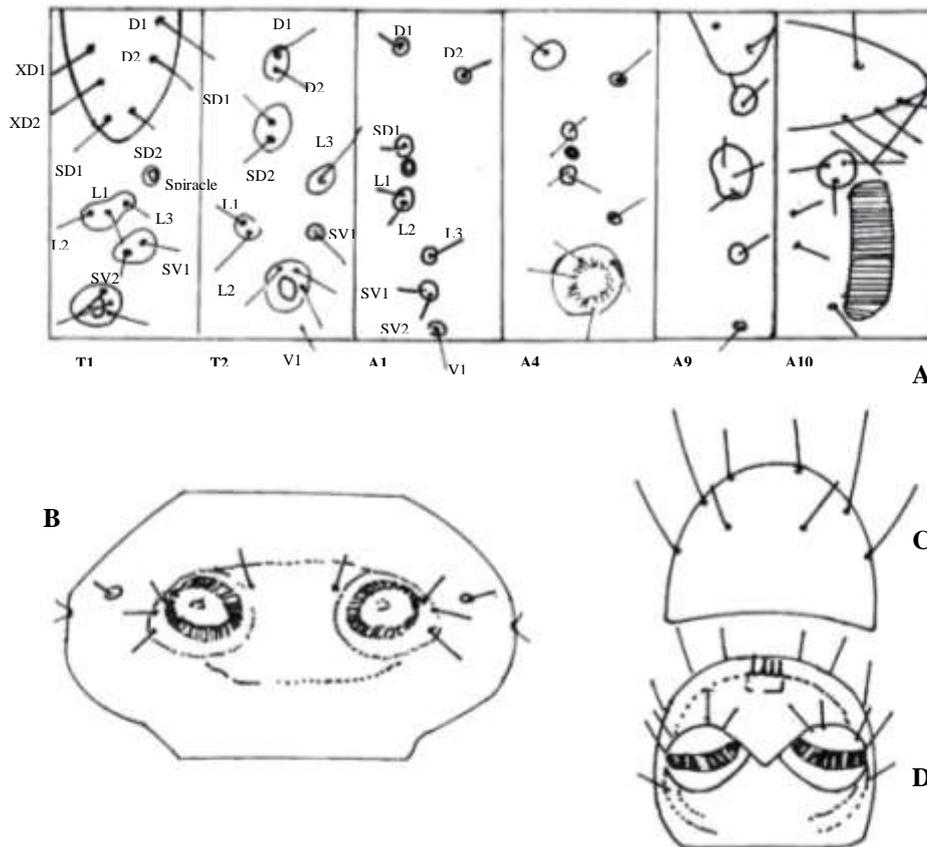 D1
D1
D1
XD1
D2
D2
D2
SD1
XD2
SD1
L3
SD1
SD2
SD2
L1
Spiracle
L1
L1
L2
L3
SV1
L2
L3
SV1
SV2
L2
SV1
SV2
T1
T2
V1
A1
V1
A4
A9
A10
A
B
C
D